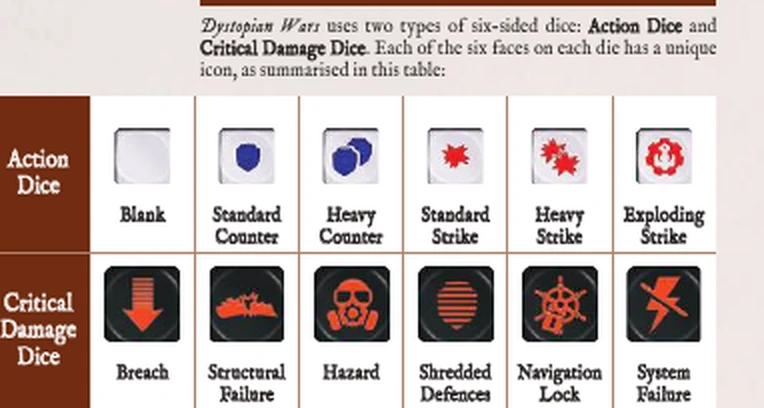 Dystopian Wars uses two types of six-sided dice: Action Dice and
Critical Damage Dice. Each of the six faces on each die has a unique
icon, as summarised in this table:
Action
Dice
Blank
Standard
Counter
Heavy
Counter
Standard
Strike
Heavy
Strike
Exploding
Strike
Critical
Damage
Dice
Breach
Structural
Failure
Hazard
Shredded
Defences
Navigation
Lock
System
Failure